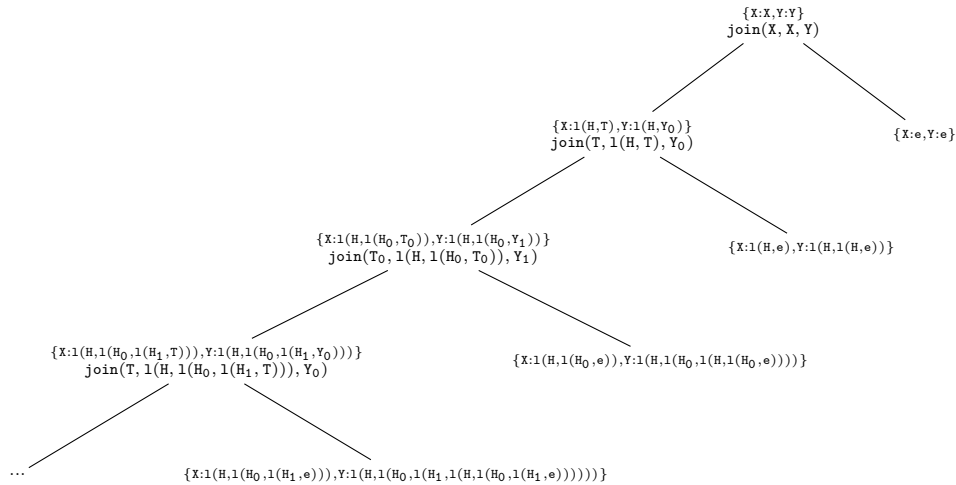 {X:X,Y:Y}
join(X, X, Y)
{X:l(H,T),Y:l(H,Y₀)}
join(T, l(H, T), Y₀)
{X:e,Y:e}
{X:l(H,l(H₀,T₀)),Y:l(H,l(H₀,Y₁))}
join(T₀, l(H, l(H₀, T₀)), Y₁)
{X:l(H,e),Y:l(H,l(H,e))}
{X:l(H,l(H₀,l(H₁,T))),Y:l(H,l(H₀,l(H₁,Y₀)))}
join(T, l(H, l(H₀, l(H₁, T))), Y₀)
{X:l(H,l(H₀,e)),Y:l(H,l(H₀,l(H,l(H₀,e))))}
...
{X:l(H,l(H₀,l(H₁,e))),Y:l(H,l(H₀,l(H₁,l(H,l(H₀,l(H₁,e))))))}